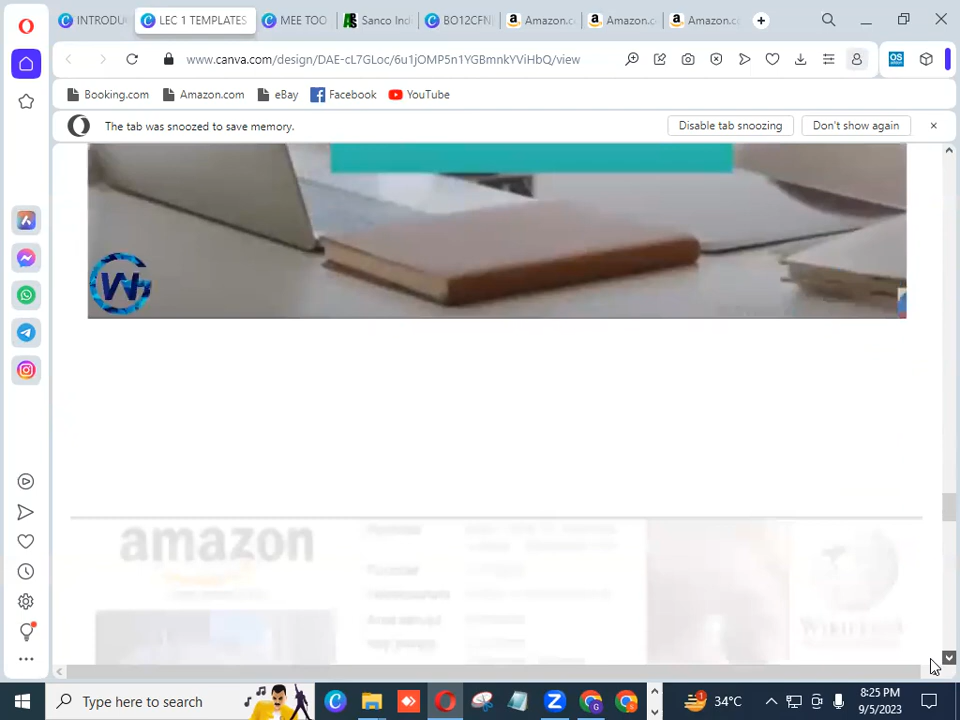 INTRODU
LEC 1 TEMPLATES
MEE TOO
Sanco Ind
BO12CFN
Amazon.c
Amazon.c
Amazon.c
www.canva.com/design/DAE-cL7GLoc/6u1jOMP5n1YGBmnkYViHbQ/view
Booking.com
Amazon.com
eBay
Facebook
YouTube
The tab was snoozed to save memory.
Disable tab snoozing
Don't show again
amazon
Founder
Type here to search
34°C
8:25 PM
9/5/2023